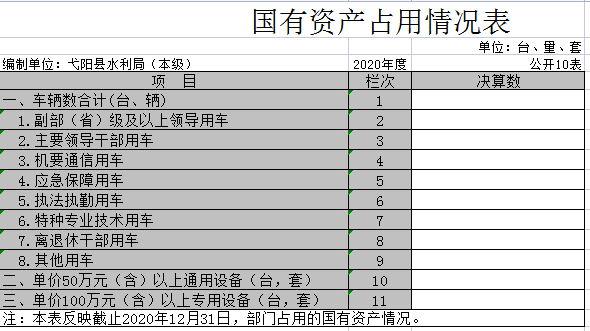 国有资产占用情况表
单位：台、量、套
编制单位：弋阳县水利局（本级） 2020年度 公开10表
项 目 栏次 决算数
一、车辆数合计(台、辆) 1
1.副部（省）级及以上领导用车 2
2.主要领导干部用车 3
3.机要通信用车 4
4.应急保障用车 5
5.执法执勤用车 6
6.特种专业技术用车 7
7.离退休干部用车 8
8.其他用车 9
二、单价50万元（含）以上通用设备（台，套） 10
三、单价100万元（含）以上专用设备（台，套） 11
注：本表反映截止2020年12月31日，部门占用的国有资产情况。